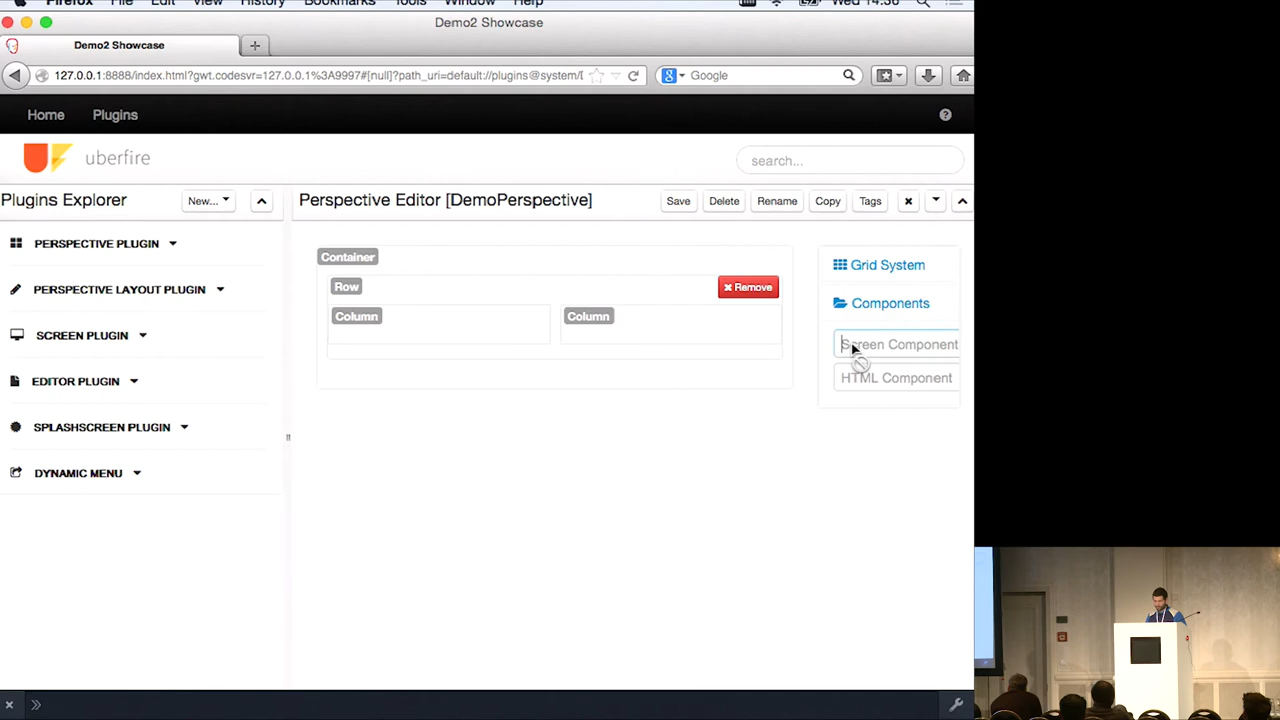 Firefox File Edit View History Bookmarks Tools Window Help Wed 14:36
Demo2 Showcase
Demo2 Showcase
127.0.0.1:8888/index.html?gwt.codesvr=127.0.0.1%3A9997#[null]?path_uri=default://plugins@system/
Google
Home Plugins
uberfire
search...
Plugins Explorer New...
Perspective Editor [DemoPerspective] Save Delete Rename Copy Tags
PERSPECTIVE PLUGIN
PERSPECTIVE LAYOUT PLUGIN
SCREEN PLUGIN
EDITOR PLUGIN
SPLASHSCREEN PLUGIN
DYNAMIC MENU
Container
Row Remove
Column Column
Grid System
Components
Screen Component
HTML Component